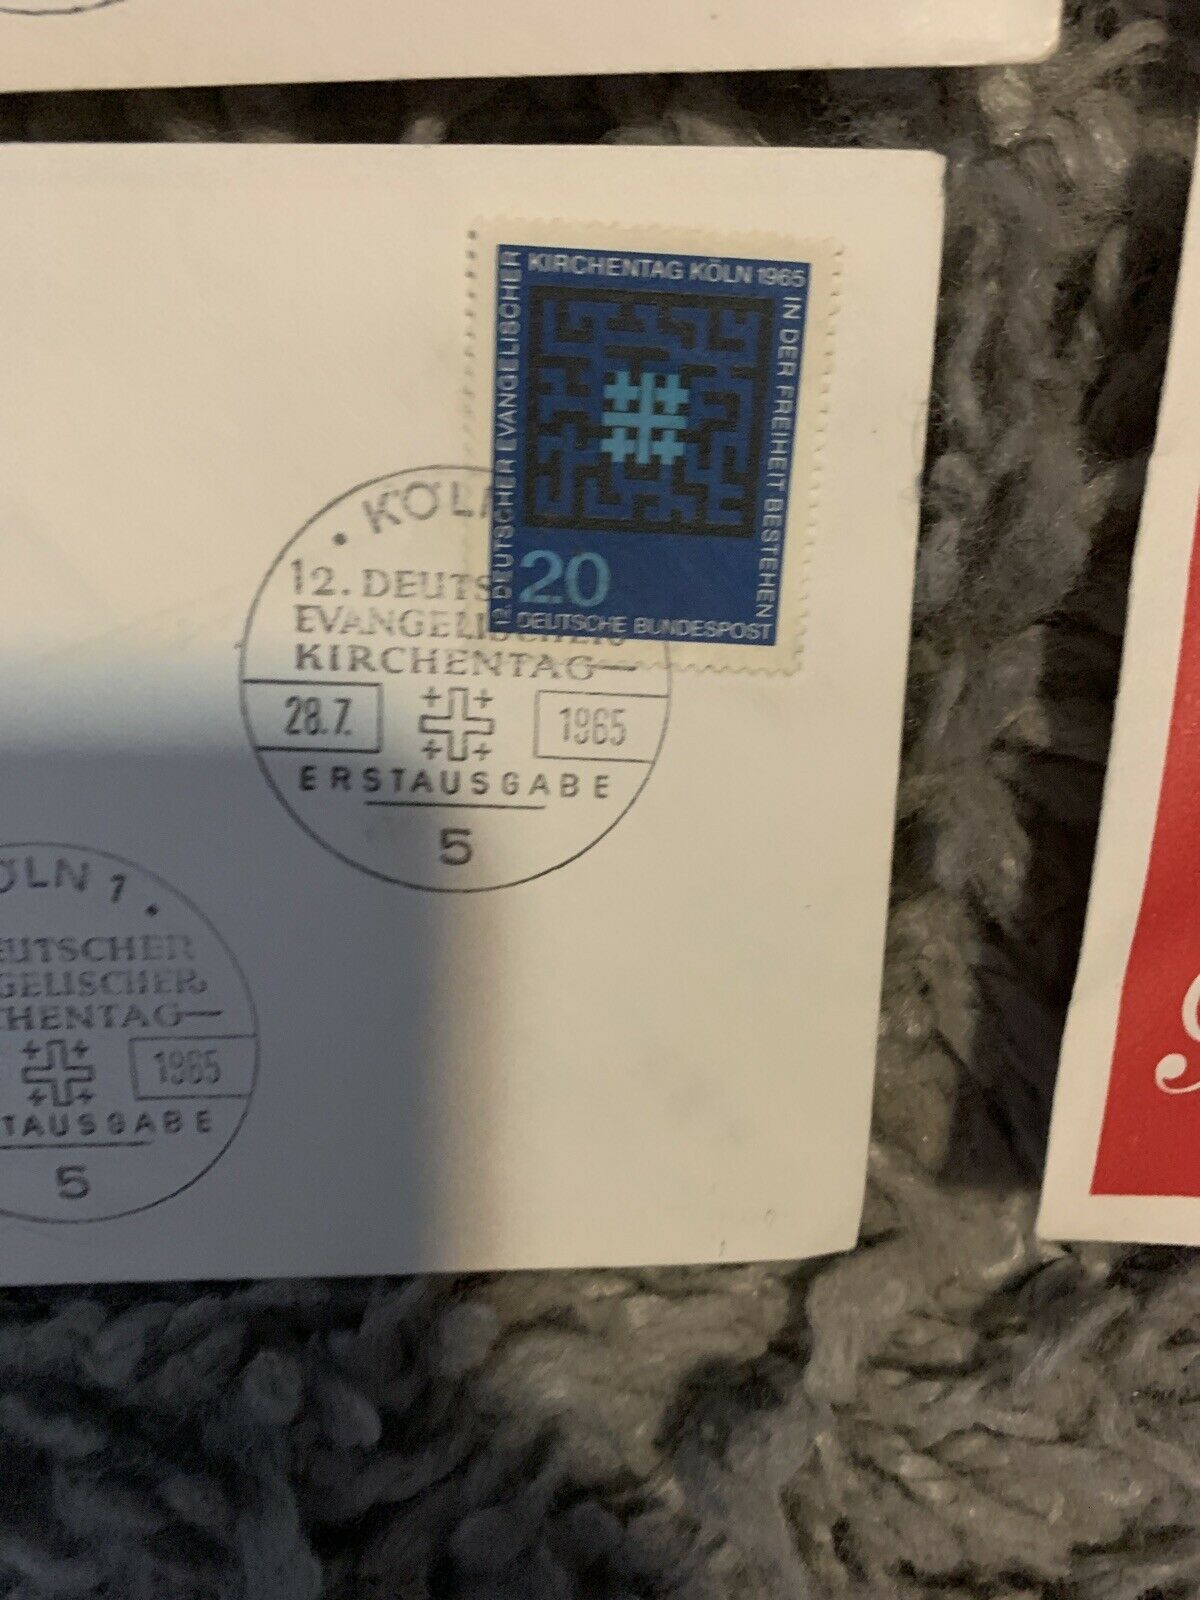 12. DEUTSCHER EVANGELISCHER
KIRCHENTAG KÖLN 1965
IN DER FREIHEIT BESTEHEN
20
DEUTSCHE BUNDESPOST
KÖLN
12. DEUTS
EVANGELISCHER
KIRCHENTAG
28.7.
1965
ERSTAUSGABE
5
ÖLN 1
EUTSCHER
GELISCHER
HENTAG
1965
TAUSGABE
5